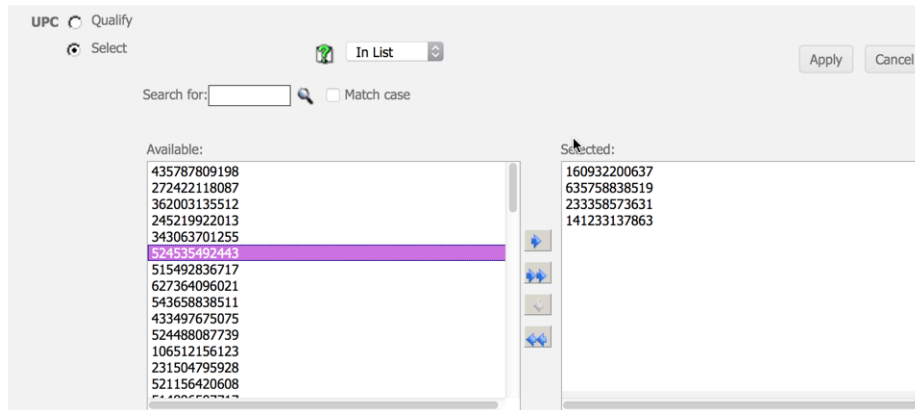 UPC Qualify
Select
In List
Apply Cancel
Search for:
Match case
Available:
435787809198
272422118087
362003135512
245219922013
343063701255
524535492443
515492836717
627364096021
543658838511
433497675075
524488087739
106512156123
231504795928
521156420608
Selected:
160932200637
635758838519
233358573631
141233137863